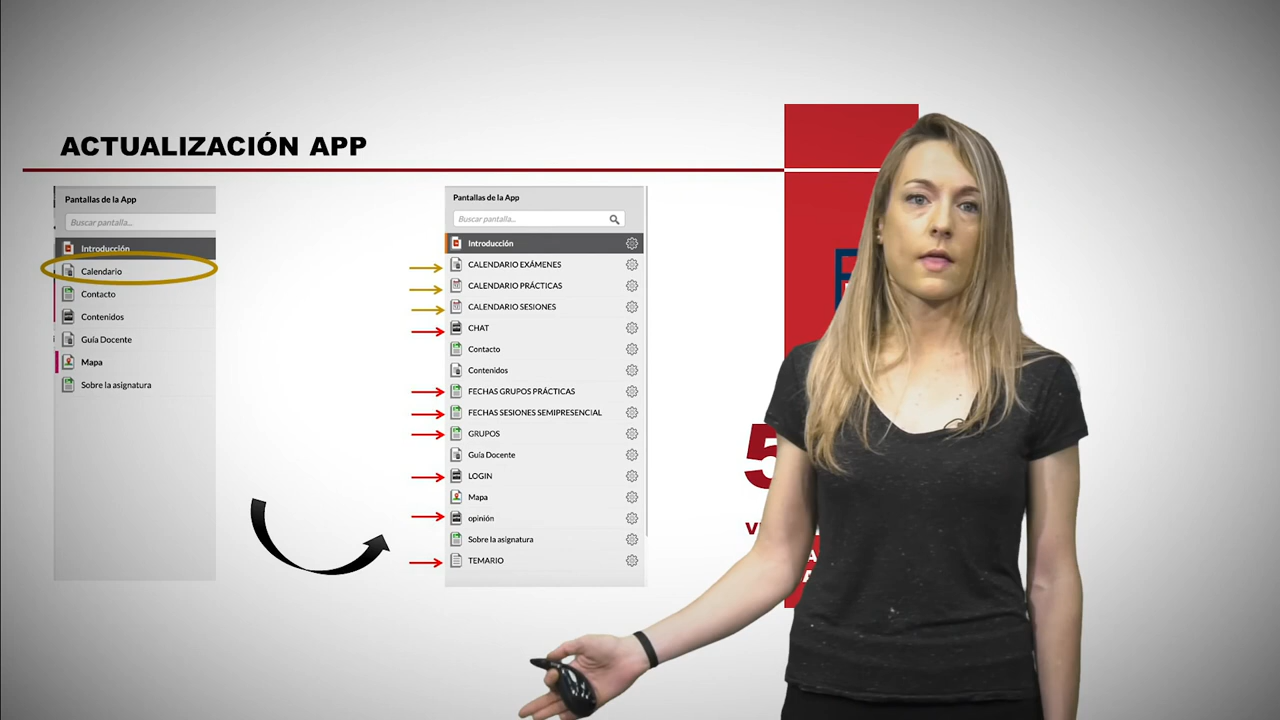 ACTUALIZACIÓN APP
Pantallas de la App
Buscar pantalla...
Introducción
Calendario
Contacto
Contenidos
Guía Docente
Mapa
Sobre la asignatura
Pantallas de la App
Buscar pantalla...
Introducción
CALENDARIO EXÁMENES
CALENDARIO PRÁCTICAS
CALENDARIO SESIONES
CHAT
Contacto
Contenidos
FECHAS GRUPOS PRÁCTICAS
FECHAS SESIONES SEMIPRESENCIAL
GRUPOS
Guía Docente
LOGIN
Mapa
opinión
Sobre la asignatura
TEMARIO
5